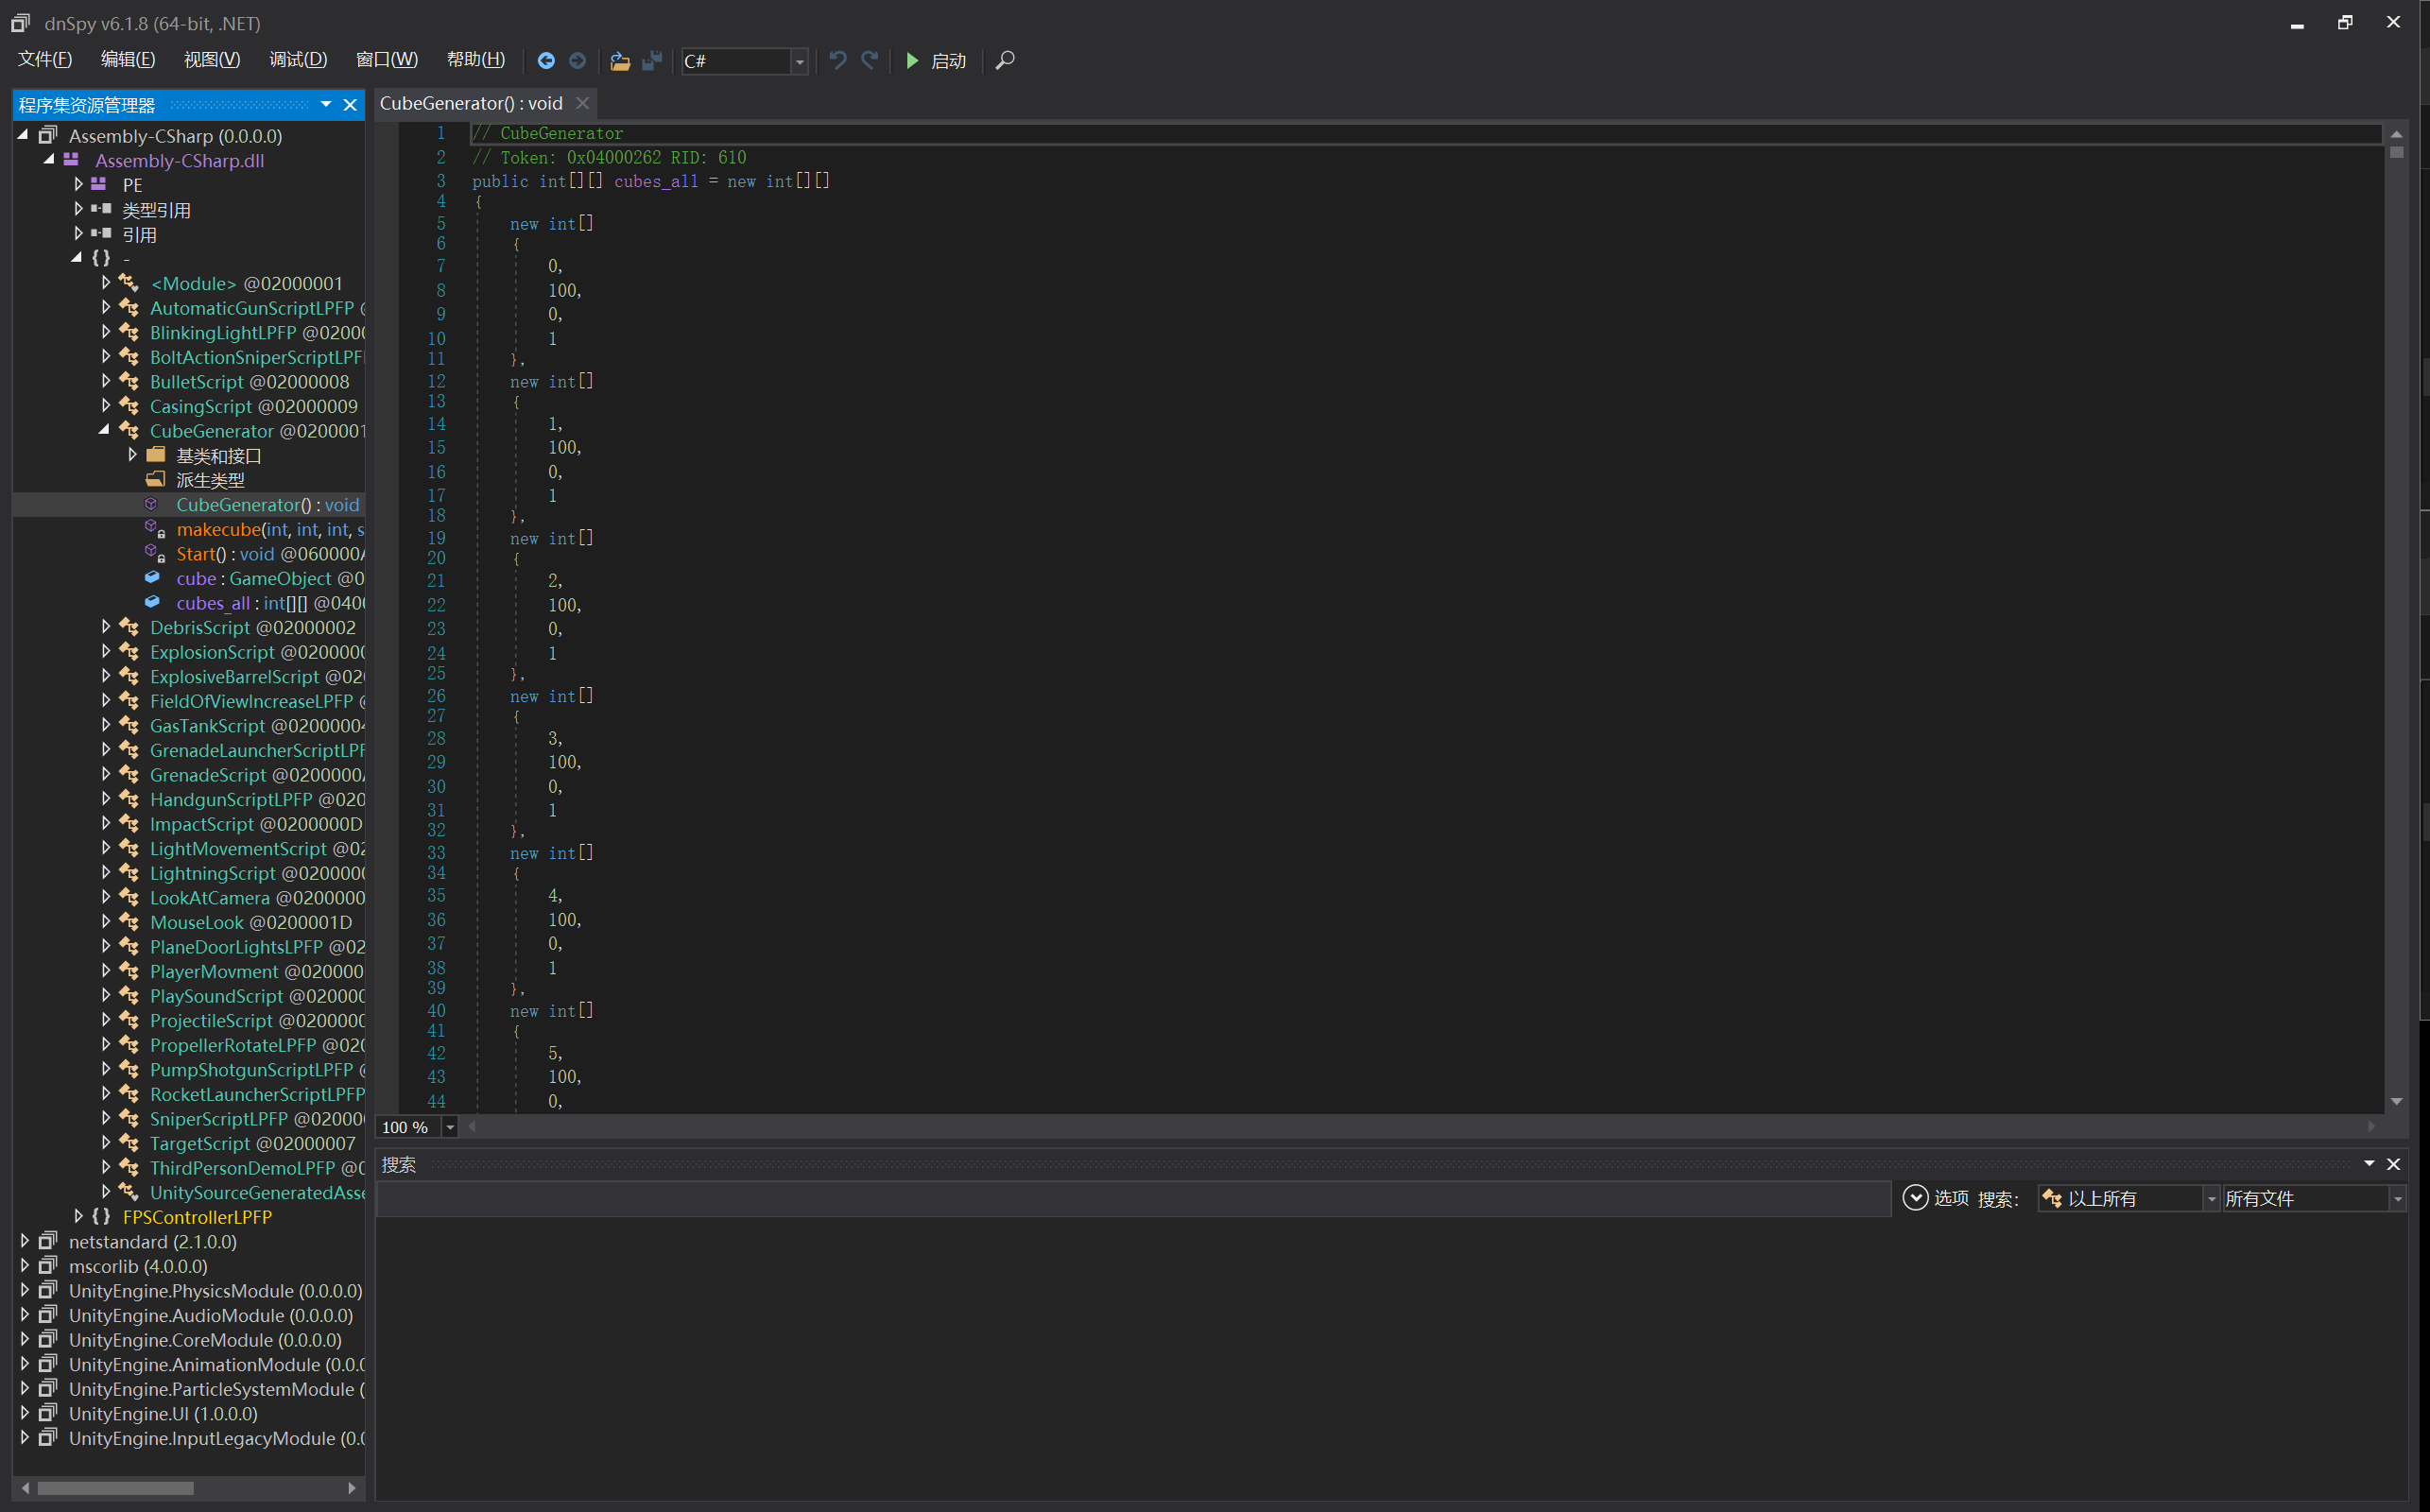 dnSpy v6.1.8 (64-bit, .NET)
文件(F) 编辑(E) 视图(V) 调试(D) 窗口(W) 帮助(H) C# 启动
程序集资源管理器
Assembly-CSharp (0.0.0.0)
Assembly-CSharp.dll
PE
类型引用
引用
{ } -
<Module> @02000001
AutomaticGunScriptLPFP
BlinkingLightLPFP @0200
BoltActionSniperScriptLPF
BulletScript @02000008
CasingScript @02000009
CubeGenerator @0200001
基类和接口
派生类型
CubeGenerator() : void
makecube(int, int, int, s
Start() : void @060000A
cube : GameObject @0
cubes_all : int[][] @040
DebrisScript @02000002
ExplosionScript @0200000
ExplosiveBarrelScript @02
FieldOfViewIncreaseLPFP
GasTankScript @02000004
GrenadeLauncherScriptLPF
GrenadeScript @0200000A
HandgunScriptLPFP @020
ImpactScript @0200000D
LightMovementScript @02
LightningScript @0200000
LookAtCamera @0200000
MouseLook @0200001D
PlaneDoorLightsLPFP @02
PlayerMovment @020000
PlaySoundScript @020000
ProjectileScript @0200000
PropellerRotateLPFP @020
PumpShotgunScriptLPFP
RocketLauncherScriptLPFP
SniperScriptLPFP @02000
TargetScript @02000007
ThirdPersonDemoLPFP @0
UnitySourceGeneratedAsse
{ } FPSControllerLPFP
netstandard (2.1.0.0)
mscorlib (4.0.0.0)
UnityEngine.PhysicsModule (0.0.0.0)
UnityEngine.AudioModule (0.0.0.0)
UnityEngine.CoreModule (0.0.0.0)
UnityEngine.AnimationModule (0.0.
UnityEngine.ParticleSystemModule (
UnityEngine.UI (1.0.0.0)
UnityEngine.InputLegacyModule (0.
CubeGenerator() : void
1 // CubeGenerator
2 // Token: 0x04000262 RID: 610
3 public int[][] cubes_all = new int[][]
4 {
5 new int[]
6 {
7 0,
8 100,
9 0,
10 1
11 },
12 new int[]
13 {
14 1,
15 100,
16 0,
17 1
18 },
19 new int[]
20 {
21 2,
22 100,
23 0,
24 1
25 },
26 new int[]
27 {
28 3,
29 100,
30 0,
31 1
32 },
33 new int[]
34 {
35 4,
36 100,
37 0,
38 1
39 },
40 new int[]
41 {
42 5,
43 100,
44 0,
100 %
搜索
选项 搜索: 以上所有 所有文件